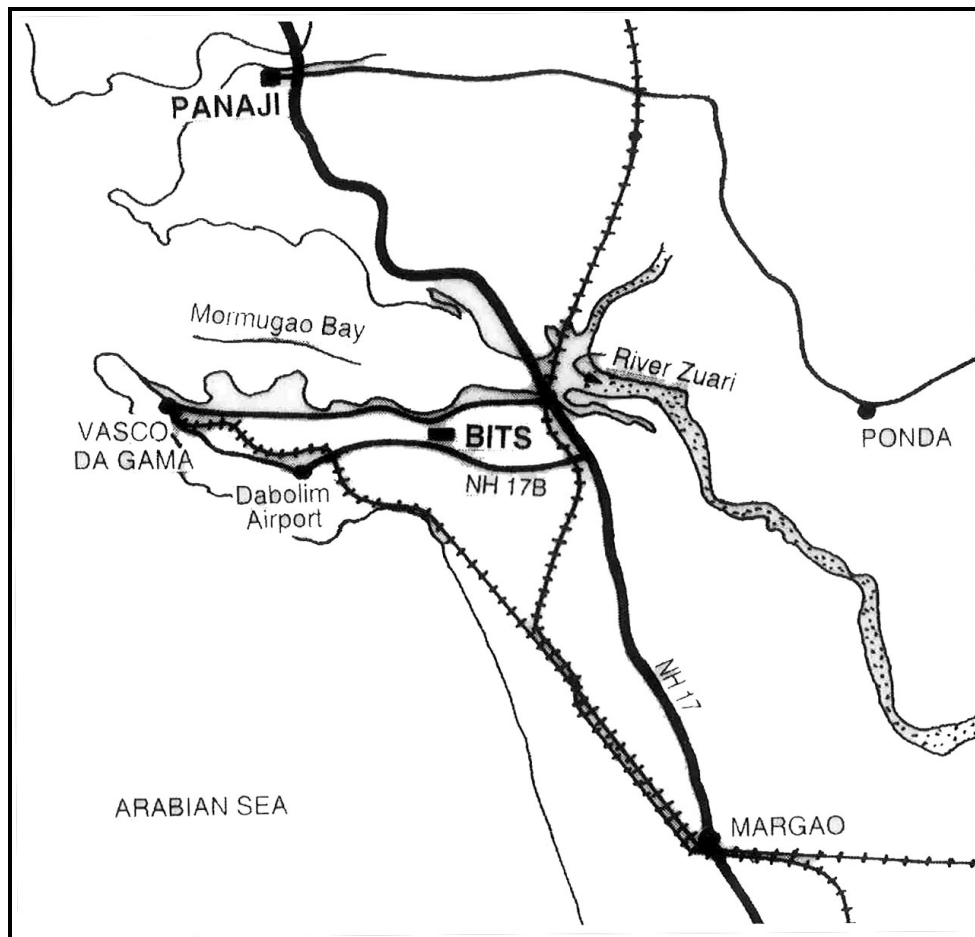 PANAJI
Mormugao Bay
River Zuari
VASCO
DA GAMA
BITS
PONDA
NH 17B
Dabolim
Airport
NH 17
ARABIAN SEA
MARGAO